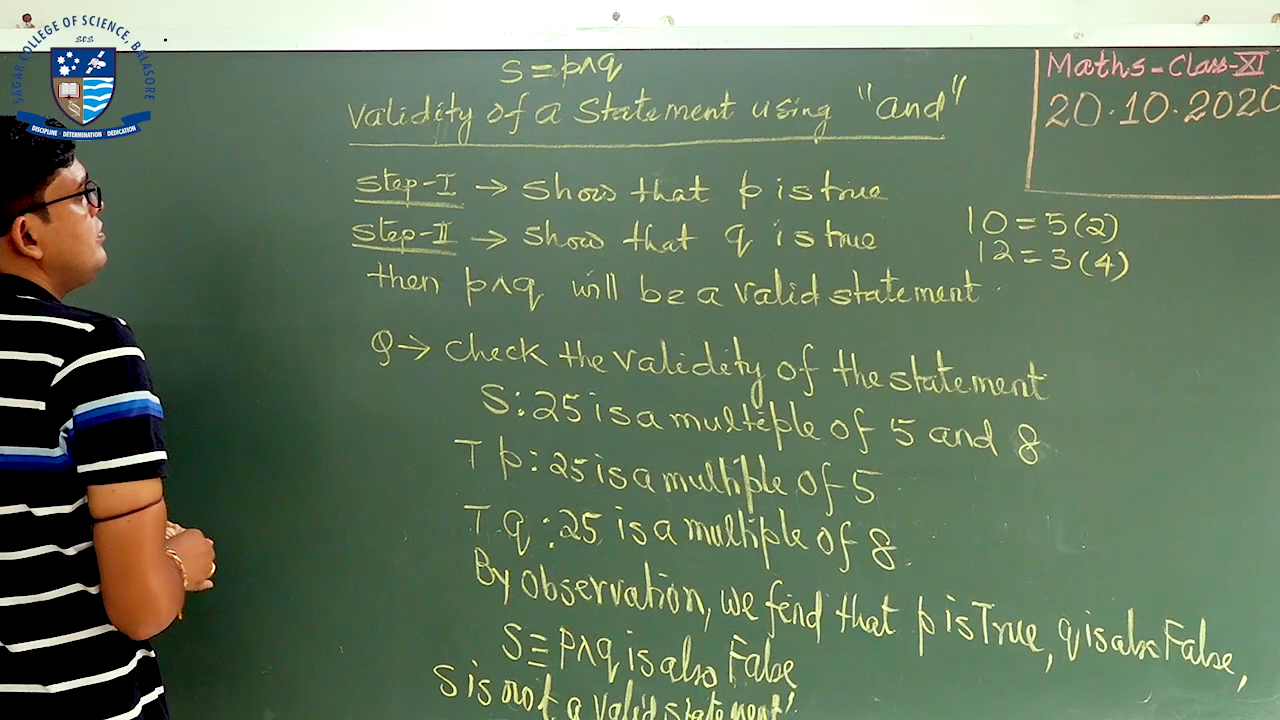 SAGAR COLLEGE OF SCIENCE, BALASORE
SCS
DISCIPLINE · DETERMINATION · DEDICATION
Maths - Class - XI
20.10.2020
S ≡ p∧q
Validity of a statement using "and"
Step-I → show that p is true
Step-II → show that q is true
then p∧q will be a valid statement.
10 = 5(2)
12 = 3(4)
Q → Check the validity of the statement
S: 25 is a multiple of 5 and 8
T p: 25 is a multiple of 5
T q: 25 is a multiple of 8.
By observation, we find that p is True, q is also False,
S ≡ p∧q is also False
S is not a valid statement.